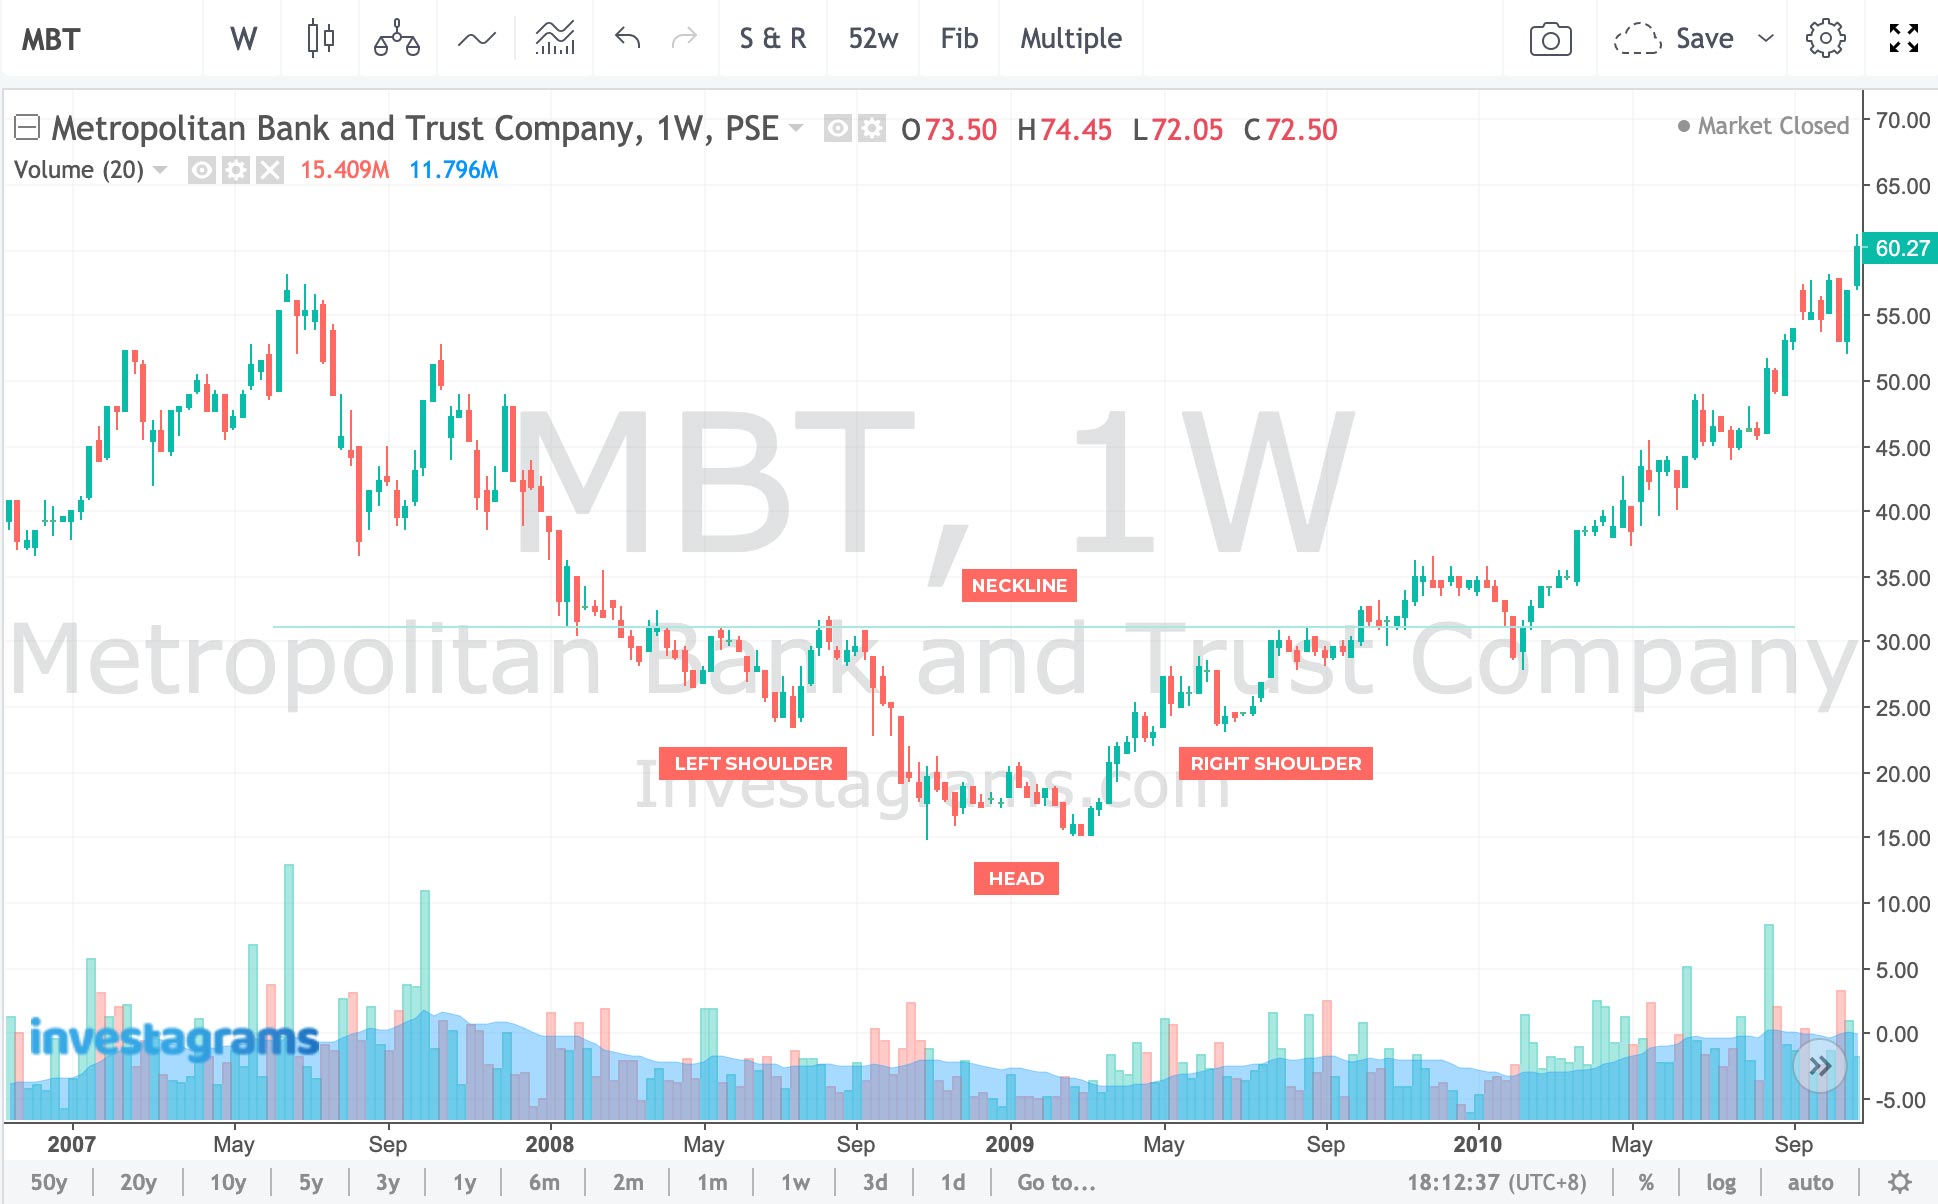 MBT W S & R 52w Fib Multiple Save
Metropolitan Bank and Trust Company, 1W, PSE O73.50 H74.45 L72.05 C72.50 Market Closed
Volume (20) 15.409M 11.796M
70.00
65.00
60.27
55.00
50.00
45.00
40.00
35.00
30.00
25.00
20.00
15.00
10.00
5.00
0.00
-5.00
MBT, 1W
NECKLINE
Metropolitan Bank and Trust Company
LEFT SHOULDER
RIGHT SHOULDER
Investagrams.com
HEAD
investagrams
2007 May Sep 2008 May Sep 2009 May Sep 2010 May Sep
50y 20y 10y 5y 3y 1y 6m 2m 1m 1w 3d 1d Go to... 18:12:37 (UTC+8) % log auto